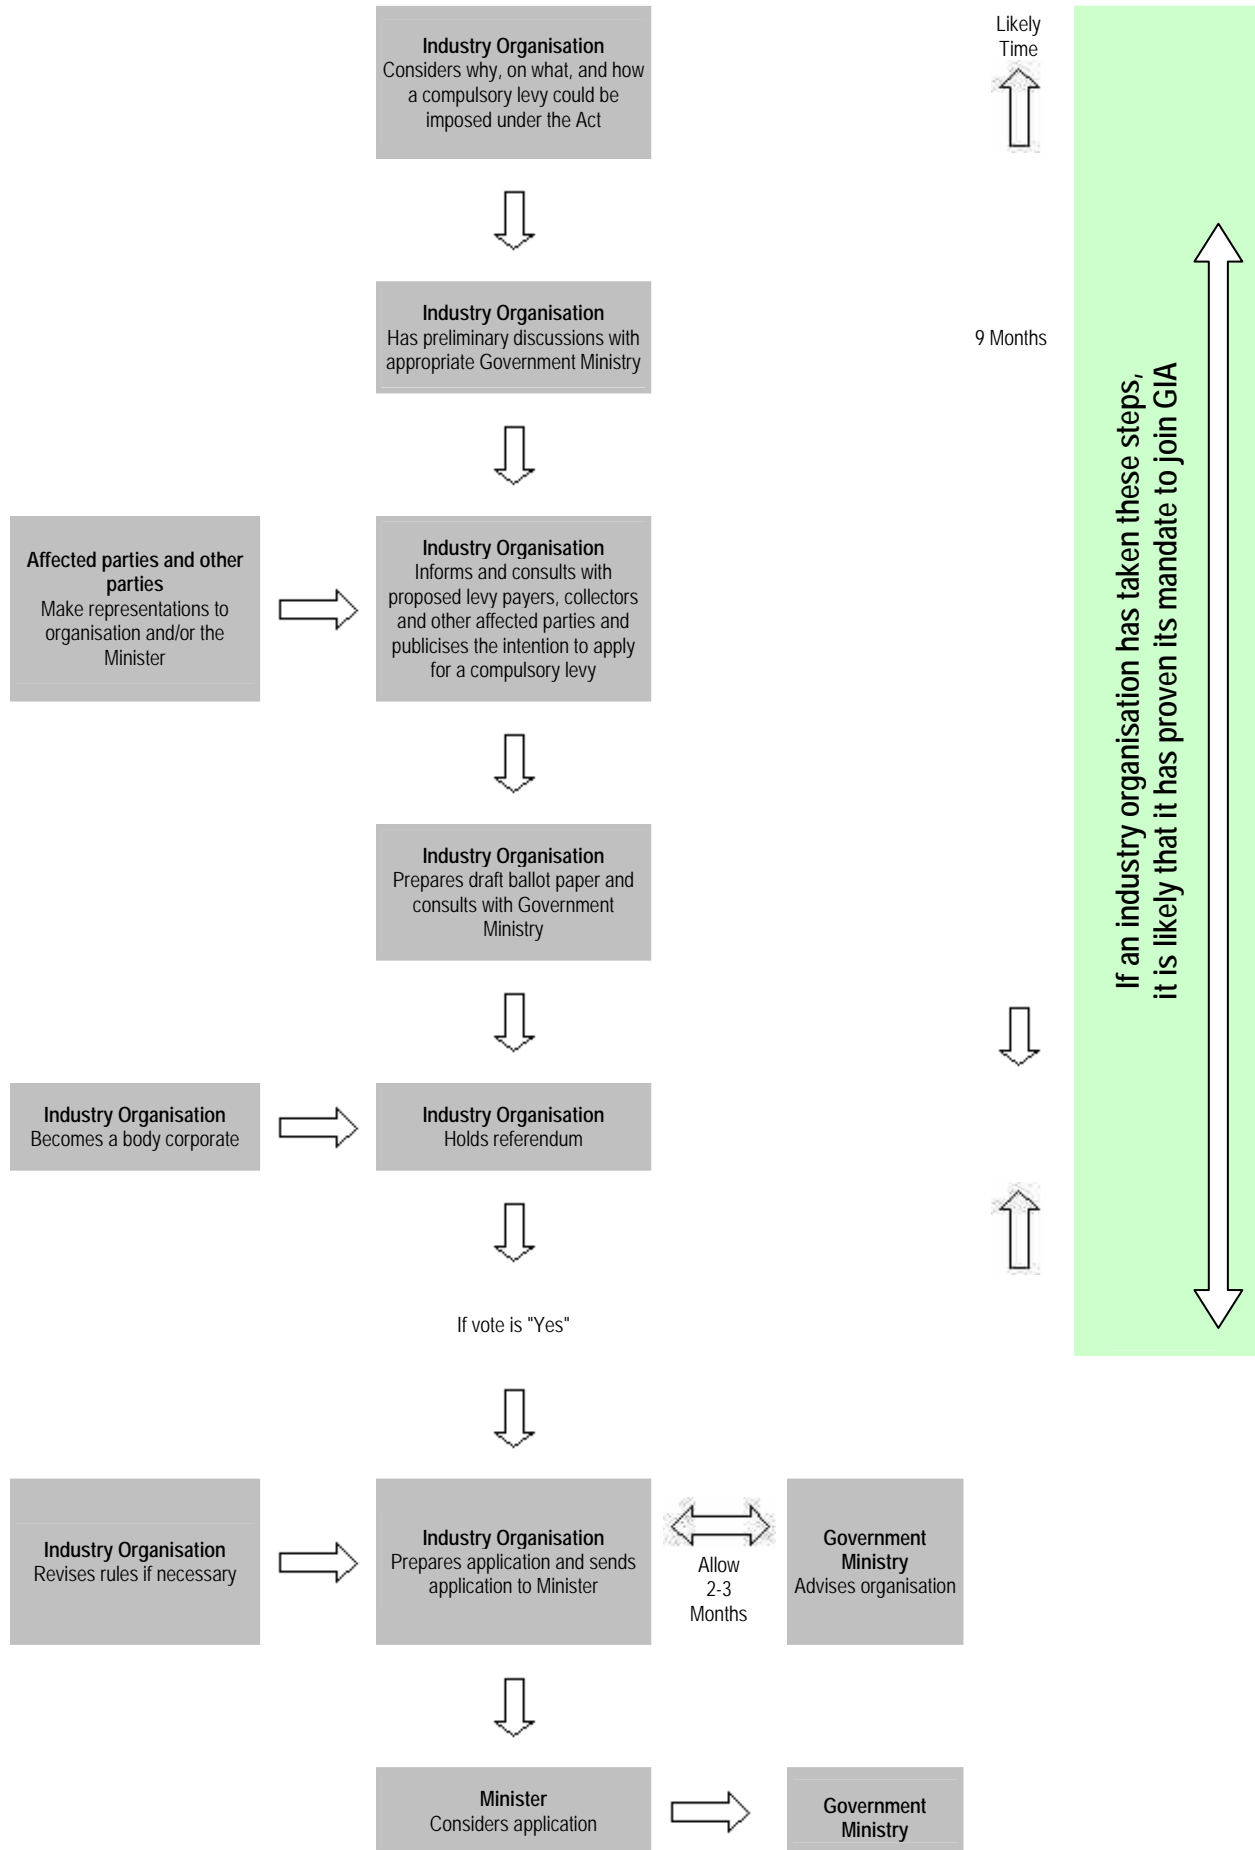 Industry Organisation
Considers why, on what, and how
a compulsory levy could be
imposed under the Act
Likely
Time
Industry Organisation
Has preliminary discussions with
appropriate Government Ministry
9 Months
If an industry organisation has taken these steps,
it is likely that it has proven its mandate to join GIA
Affected parties and other
parties
Make representations to
organisation and/or the
Minister
Industry Organisation
Informs and consults with
proposed levy payers, collectors
and other affected parties and
publicises the intention to apply
for a compulsory levy
Industry Organisation
Prepares draft ballot paper and
consults with Government
Ministry
Industry Organisation
Becomes a body corporate
Industry Organisation
Holds referendum
If vote is "Yes"
Industry Organisation
Revises rules if necessary
Industry Organisation
Prepares application and sends
application to Minister
Allow
2-3
Months
Government
Ministry
Advises organisation
Minister
Considers application
Government
Ministry